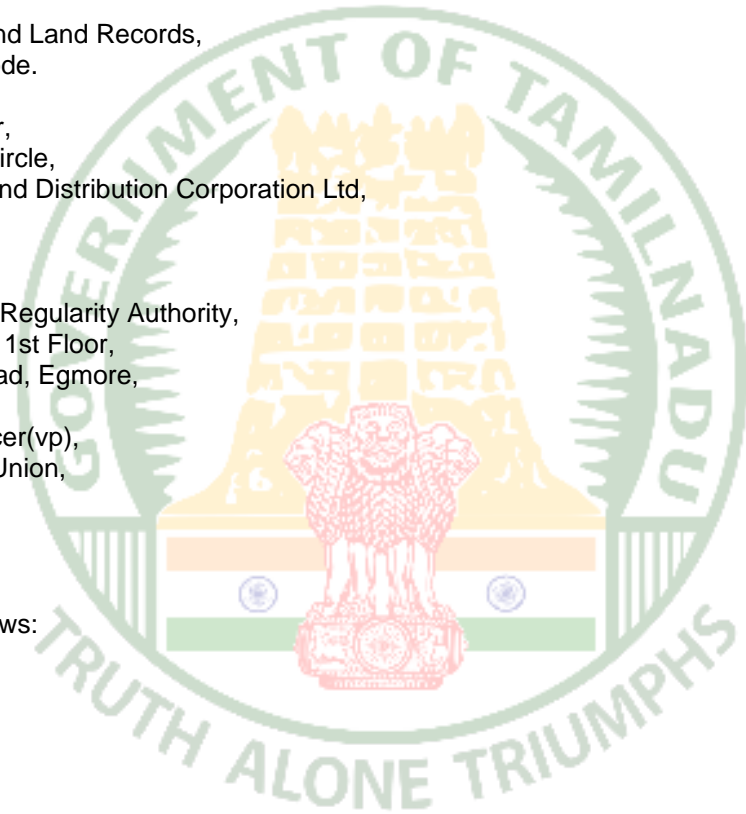 nd Land Records,
de.
r,
ircle,
nd Distribution Corporation Ltd,
Regularity Authority,
1st Floor,
ad, Egmore,
cer(vp),
Union,
ws:
GOVERNMENT OF TAMILNADU
TRUTH ALONE TRIUMPHS